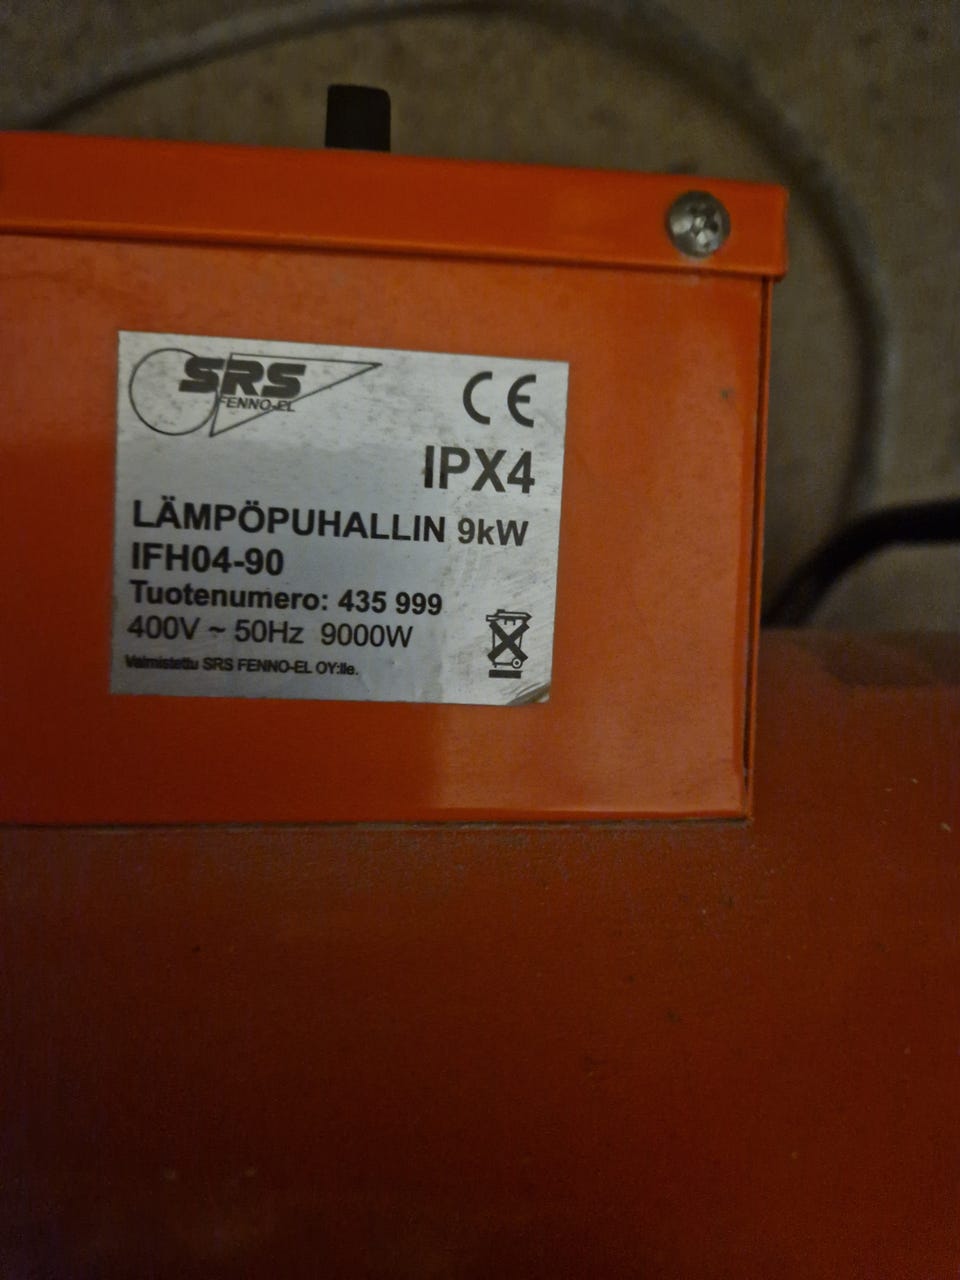 SRS
FENNO-EL
CE
IPX4
LÄMPÖPUHALLIN 9kW
IFH04-90
Tuotenumero: 435 999
400V ~ 50Hz 9000W
Valmistettu SRS FENNO-EL OY:lle.